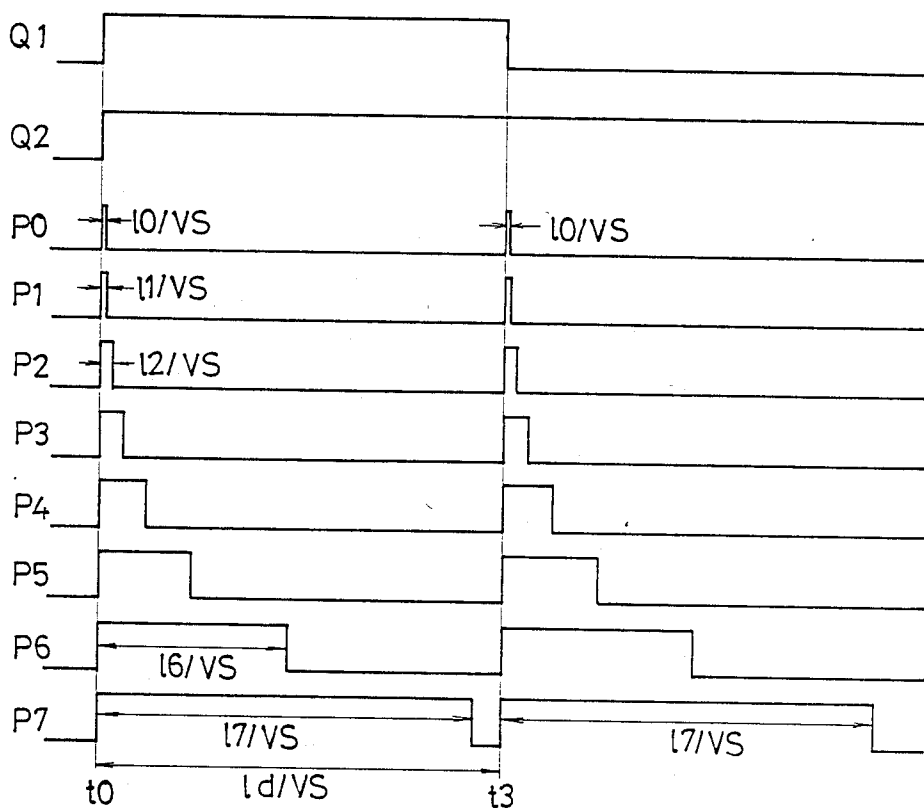 Q1
Q2
P0 l0/VS l0/VS
P1 l1/VS
P2 l2/VS
P3
P4
P5
P6 l6/VS
P7 l7/VS l7/VS
ld/VS
t0 t3